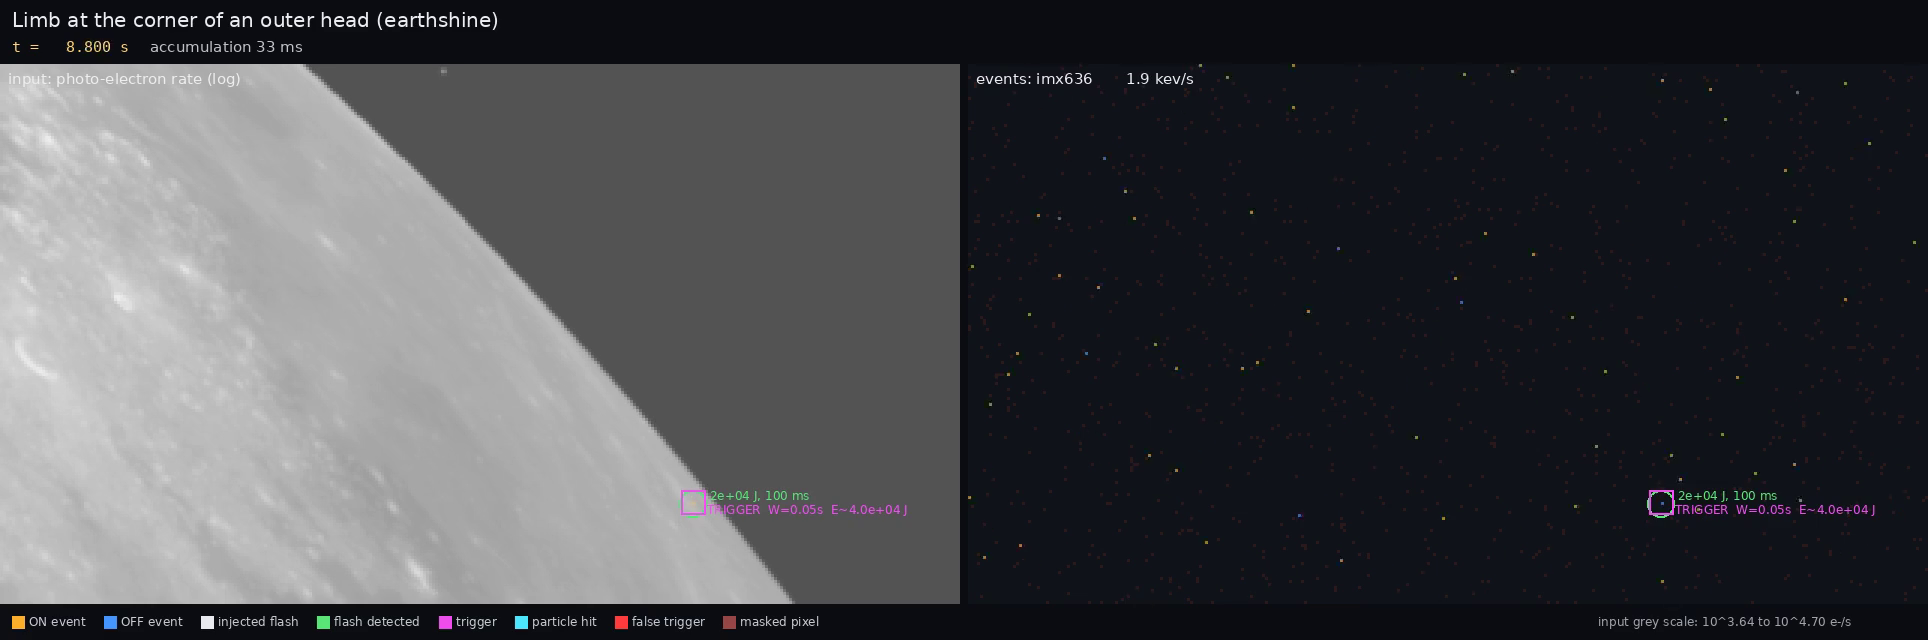 Limb at the corner of an outer head (earthshine)
t =   8.800 s   accumulation 33 ms
input: photo-electron rate (log)
events: imx636   1.9 kev/s
2e+04 J, 100 ms
TRIGGER W=0.05s E~4.0e+04 J
2e+04 J, 100 ms
TRIGGER W=0.05s E~4.0e+04 J
ON event   OFF event   injected flash   flash detected   trigger   particle hit   false trigger   masked pixel   input grey scale: 10^3.64 to 10^4.70 e-/s